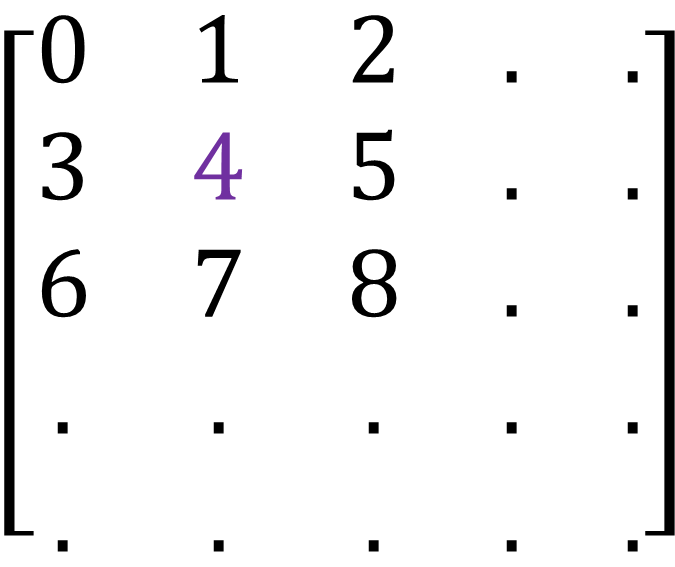 0 1 2 . .
3 4 5 . .
6 7 8 . .
. . . . .
. . . . .